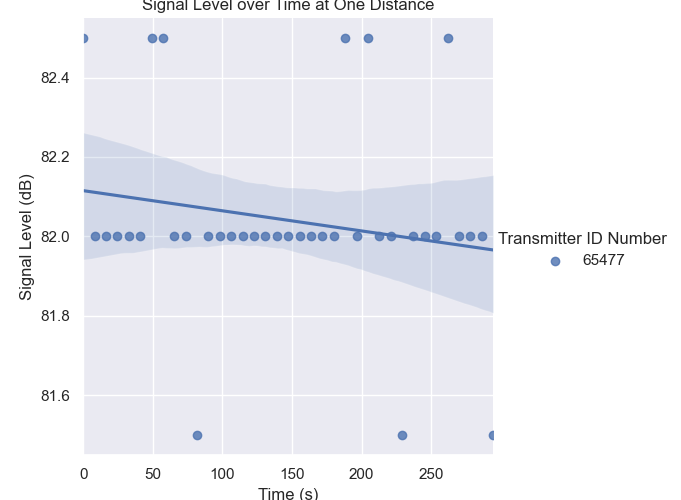 Signal Level over Time at One Distance
Signal Level (dB)
82.4
82.2
82.0
81.8
81.6
0 50 100 150 200 250
Time (s)
Transmitter ID Number
65477